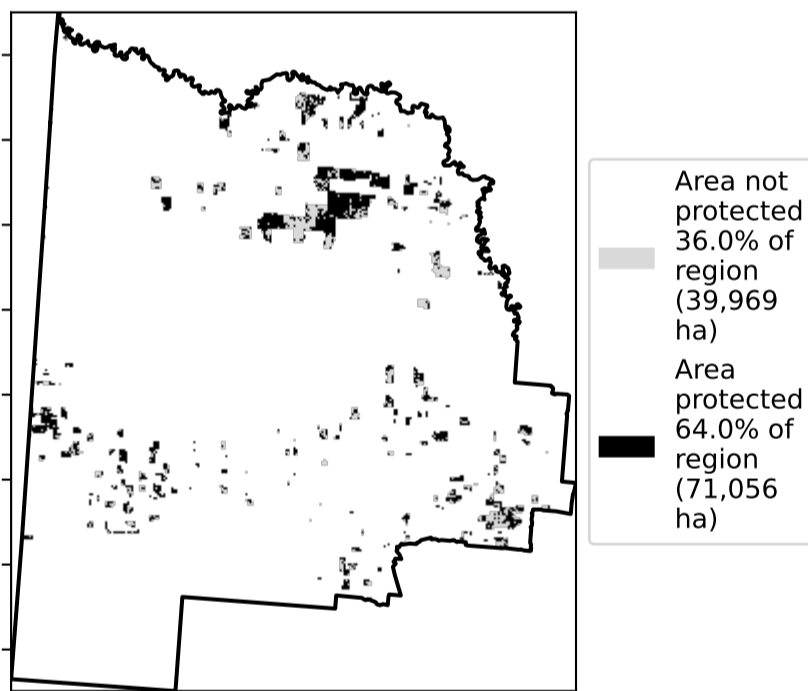 Area not
protected
36.0% of
region
(39,969
ha)
Area
protected
64.0% of
region
(71,056
ha)